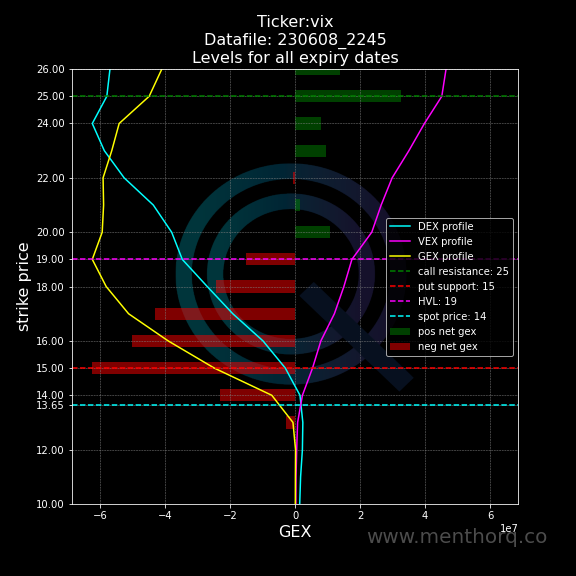 Ticker:vix
Datafile: 230608_2245
Levels for all expiry dates
26.00
25.00
24.00
22.00
20.00
19.00
18.00
16.00
15.00
14.00
13.65
12.00
10.00
strike price
DEX profile
VEX profile
GEX profile
call resistance: 25
put support: 15
HVL: 19
spot price: 14
pos net gex
neg net gex
−6 −4 −2 0 2 4 6
1e7
GEX
www.menthorq.co